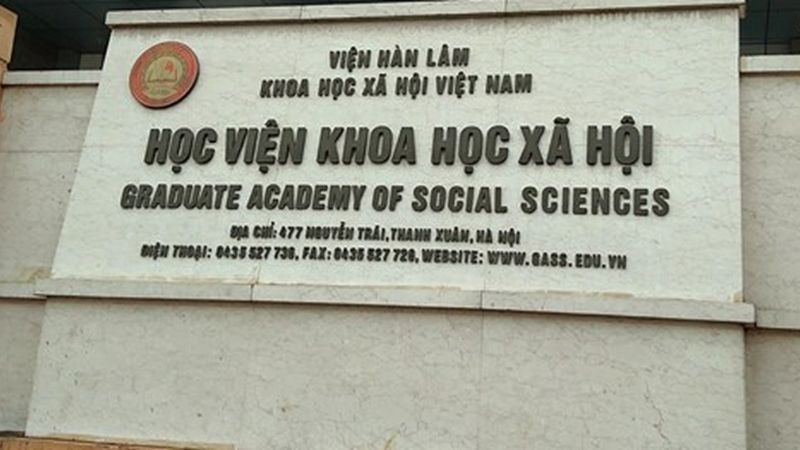 VIỆN HÀN LÂM
KHOA HỌC XÃ HỘI VIỆT NAM
HỌC VIỆN KHOA HỌC XÃ HỘI
GRADUATE ACADEMY OF SOCIAL SCIENCES
ĐỊA CHỈ: 477 NGUYỄN TRÃI, THANH XUÂN, HÀ NỘI
ĐIỆN THOẠI: 0435 527 736, FAX: 0435 527 726, WEBSITE: WWW.GASS.EDU.VN